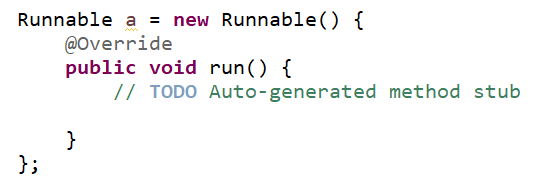 Runnable a = new Runnable() {
    @Override
    public void run() {
        // TODO Auto-generated method stub

    }
};